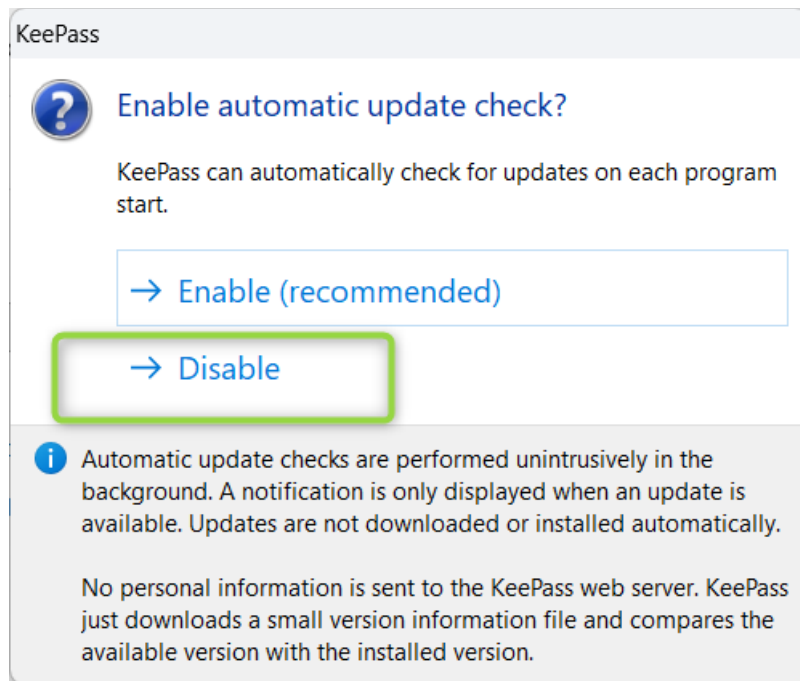 KeePass
Enable automatic update check?
KeePass can automatically check for updates on each program
start.
→ Enable (recommended)
→ Disable
Automatic update checks are performed unintrusively in the
background. A notification is only displayed when an update is
available. Updates are not downloaded or installed automatically.
No personal information is sent to the KeePass web server. KeePass
just downloads a small version information file and compares the
available version with the installed version.